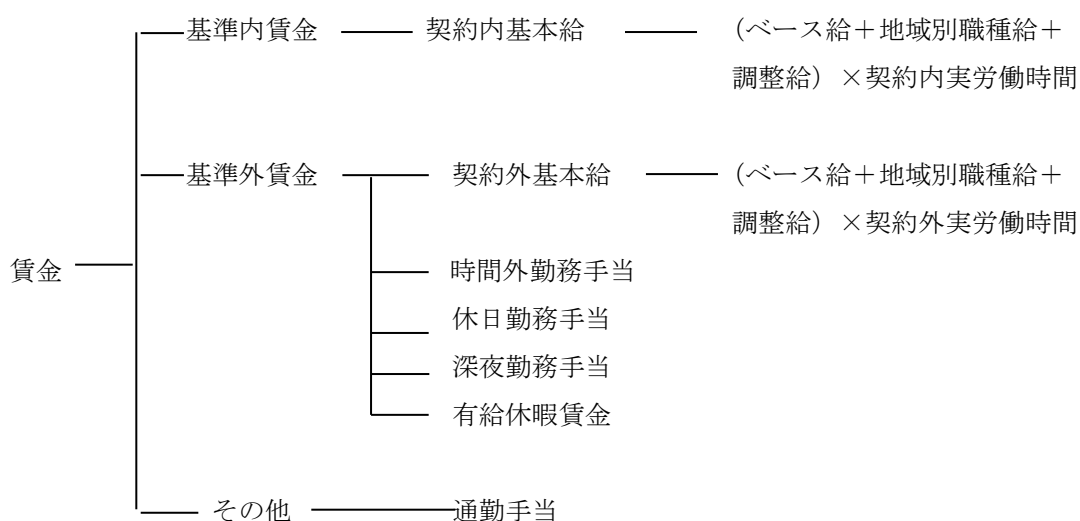 基準内賃金 契約内基本給 (ベース給+地域別職種給+
調整給)×契約内実労働時間
基準外賃金 契約外基本給 (ベース給+地域別職種給+
調整給)×契約外実労働時間
賃金 時間外勤務手当
休日勤務手当
深夜勤務手当
有給休暇賃金
その他 通勤手当